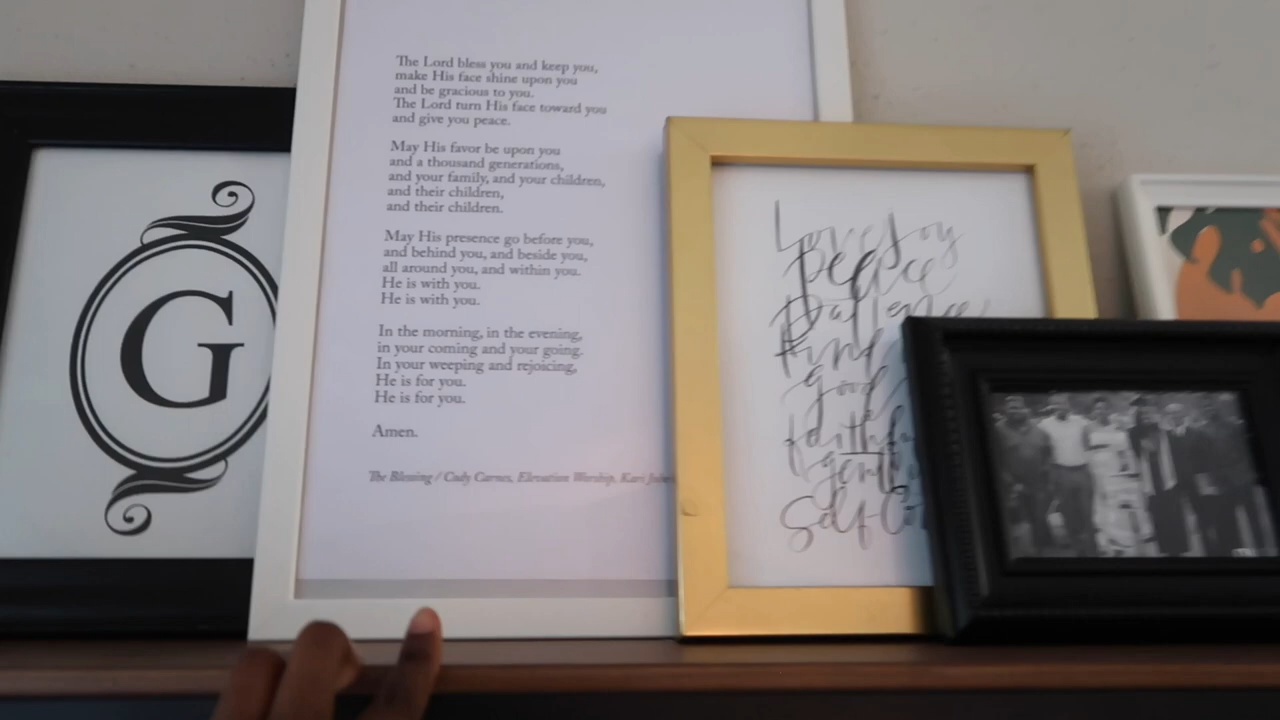 G
The Lord bless you and keep you,
make His face shine upon you
and be gracious to you.
The Lord turn His face toward you
and give you peace.
May His favor be upon you
and a thousand generations,
and your family, and your children,
and their children,
and their children.
May His presence go before you,
and behind you, and beside you,
all around you, and within you.
He is with you.
He is with you.
In the morning, in the evening,
in your coming and your going.
In your weeping and rejoicing,
He is for you.
He is for you.
Amen.
The Blessing / Cody Carnes, Elevation Worship, Kari Jobe
Love Joy
peace
self-Co